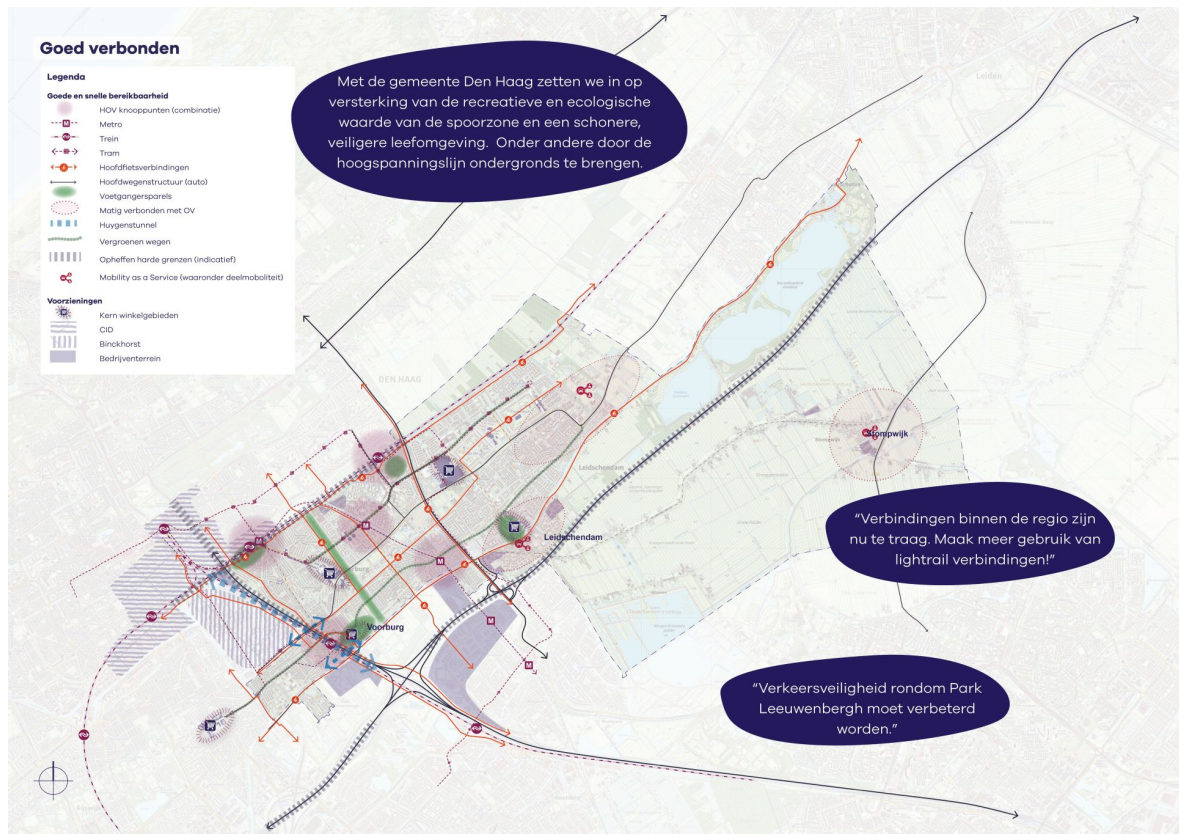 Goed verbonden
Legenda
Goede en snelle bereikbaarheid
HOV knooppunten (combinatie)
Metro
Trein
Tram
Hoofdfietsverbindingen
Hoofdwegenstructuur (auto)
Voetgangersparels
Matig verbonden met OV
Huygenstunnel
Vergroenen wegen
Opheffen harde grenzen (indicatief)
Mobility as a Service (waaronder deelmoboliteit)
Voorzieningen
Kern winkelgebieden
CID
Binckhorst
Bedrijventerrein
Met de gemeente Den Haag zetten we in op
versterking van de recreatieve en ecologische
waarde van de spoorzone en een schonere,
veiligere leefomgeving. Onder andere door de
hoogspanningslijn ondergronds te brengen.
Leiden
DEN HAAG
Leidschendam
Stompwijk
Stompwijk
Leidschendam
Voorburg
"Verbindingen binnen de regio zijn
nu te traag. Maak meer gebruik van
lightrail verbindingen!"
"Verkeersveiligheid rondom Park
Leeuwenbergh moet verbeterd
worden."